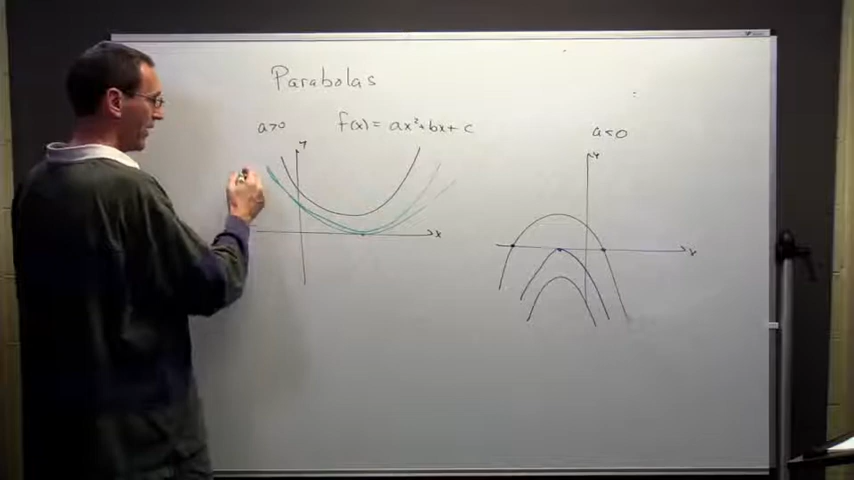 Parabolas
a>0 f(x) = ax²+bx+c
a<0
y
y
x
x